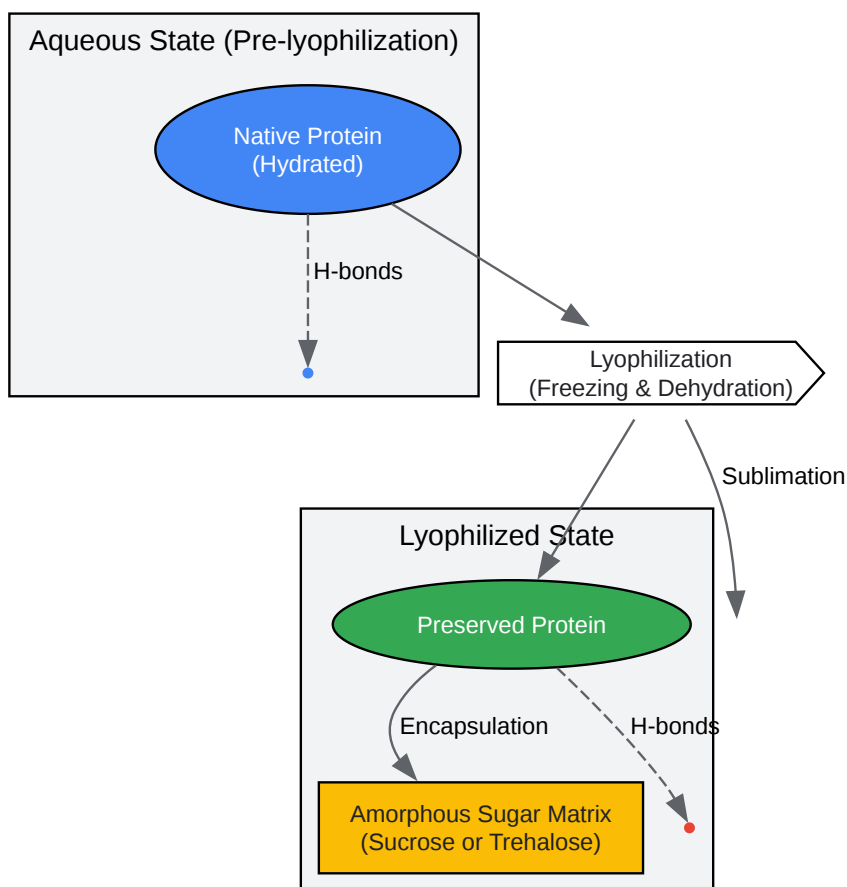 Aqueous State (Pre-lyophilization)
Native Protein
(Hydrated)
H-bonds
Lyophilization
(Freezing & Dehydration)
Sublimation
Lyophilized State
Preserved Protein
Encapsulation
H-bonds
Amorphous Sugar Matrix
(Sucrose or Trehalose)